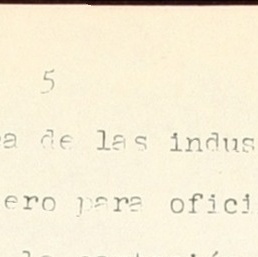 5
a de las indus
ero para ofici